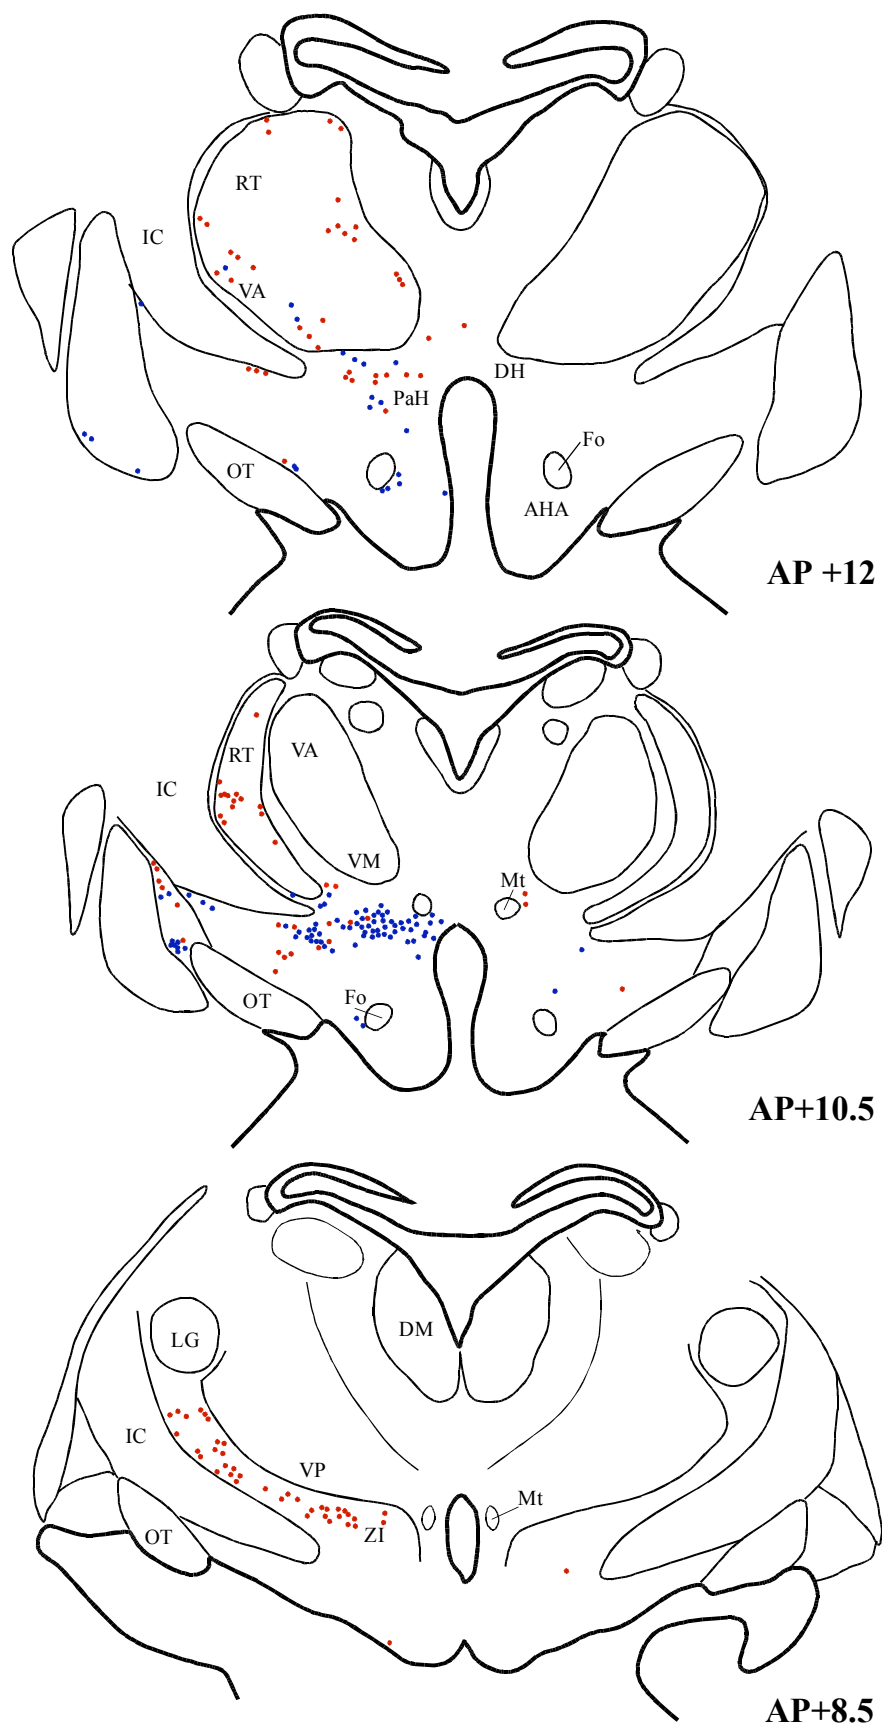 RT
IC
VA
DH
PaH
Fo
OT
AHA
AP +12
RT
VA
IC
VM
Mt
OT
Fo
AP+10.5
LG
DM
IC
VP
Mt
OT
ZI
AP+8.5